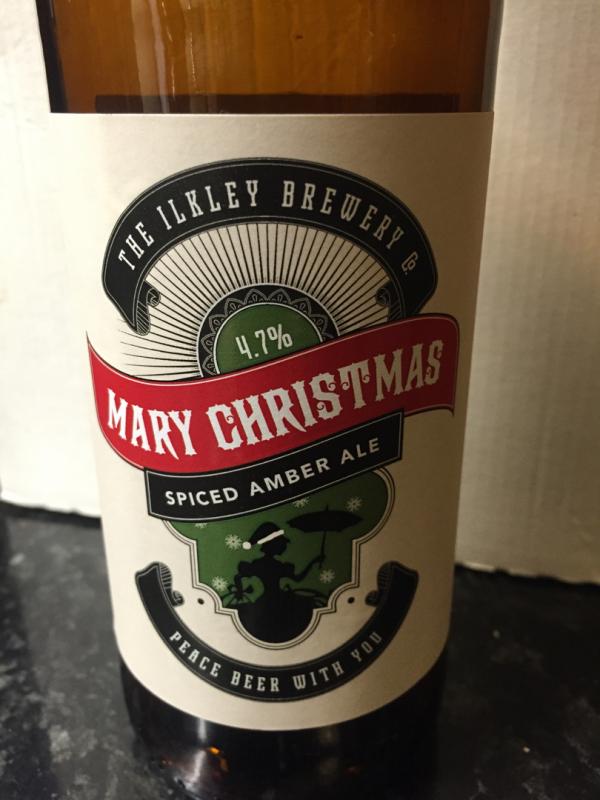 THE ILKLEY BREWERY Co.
4.7%
MARY CHRISTMAS
SPICED AMBER ALE
PEACE BEER WITH YOU